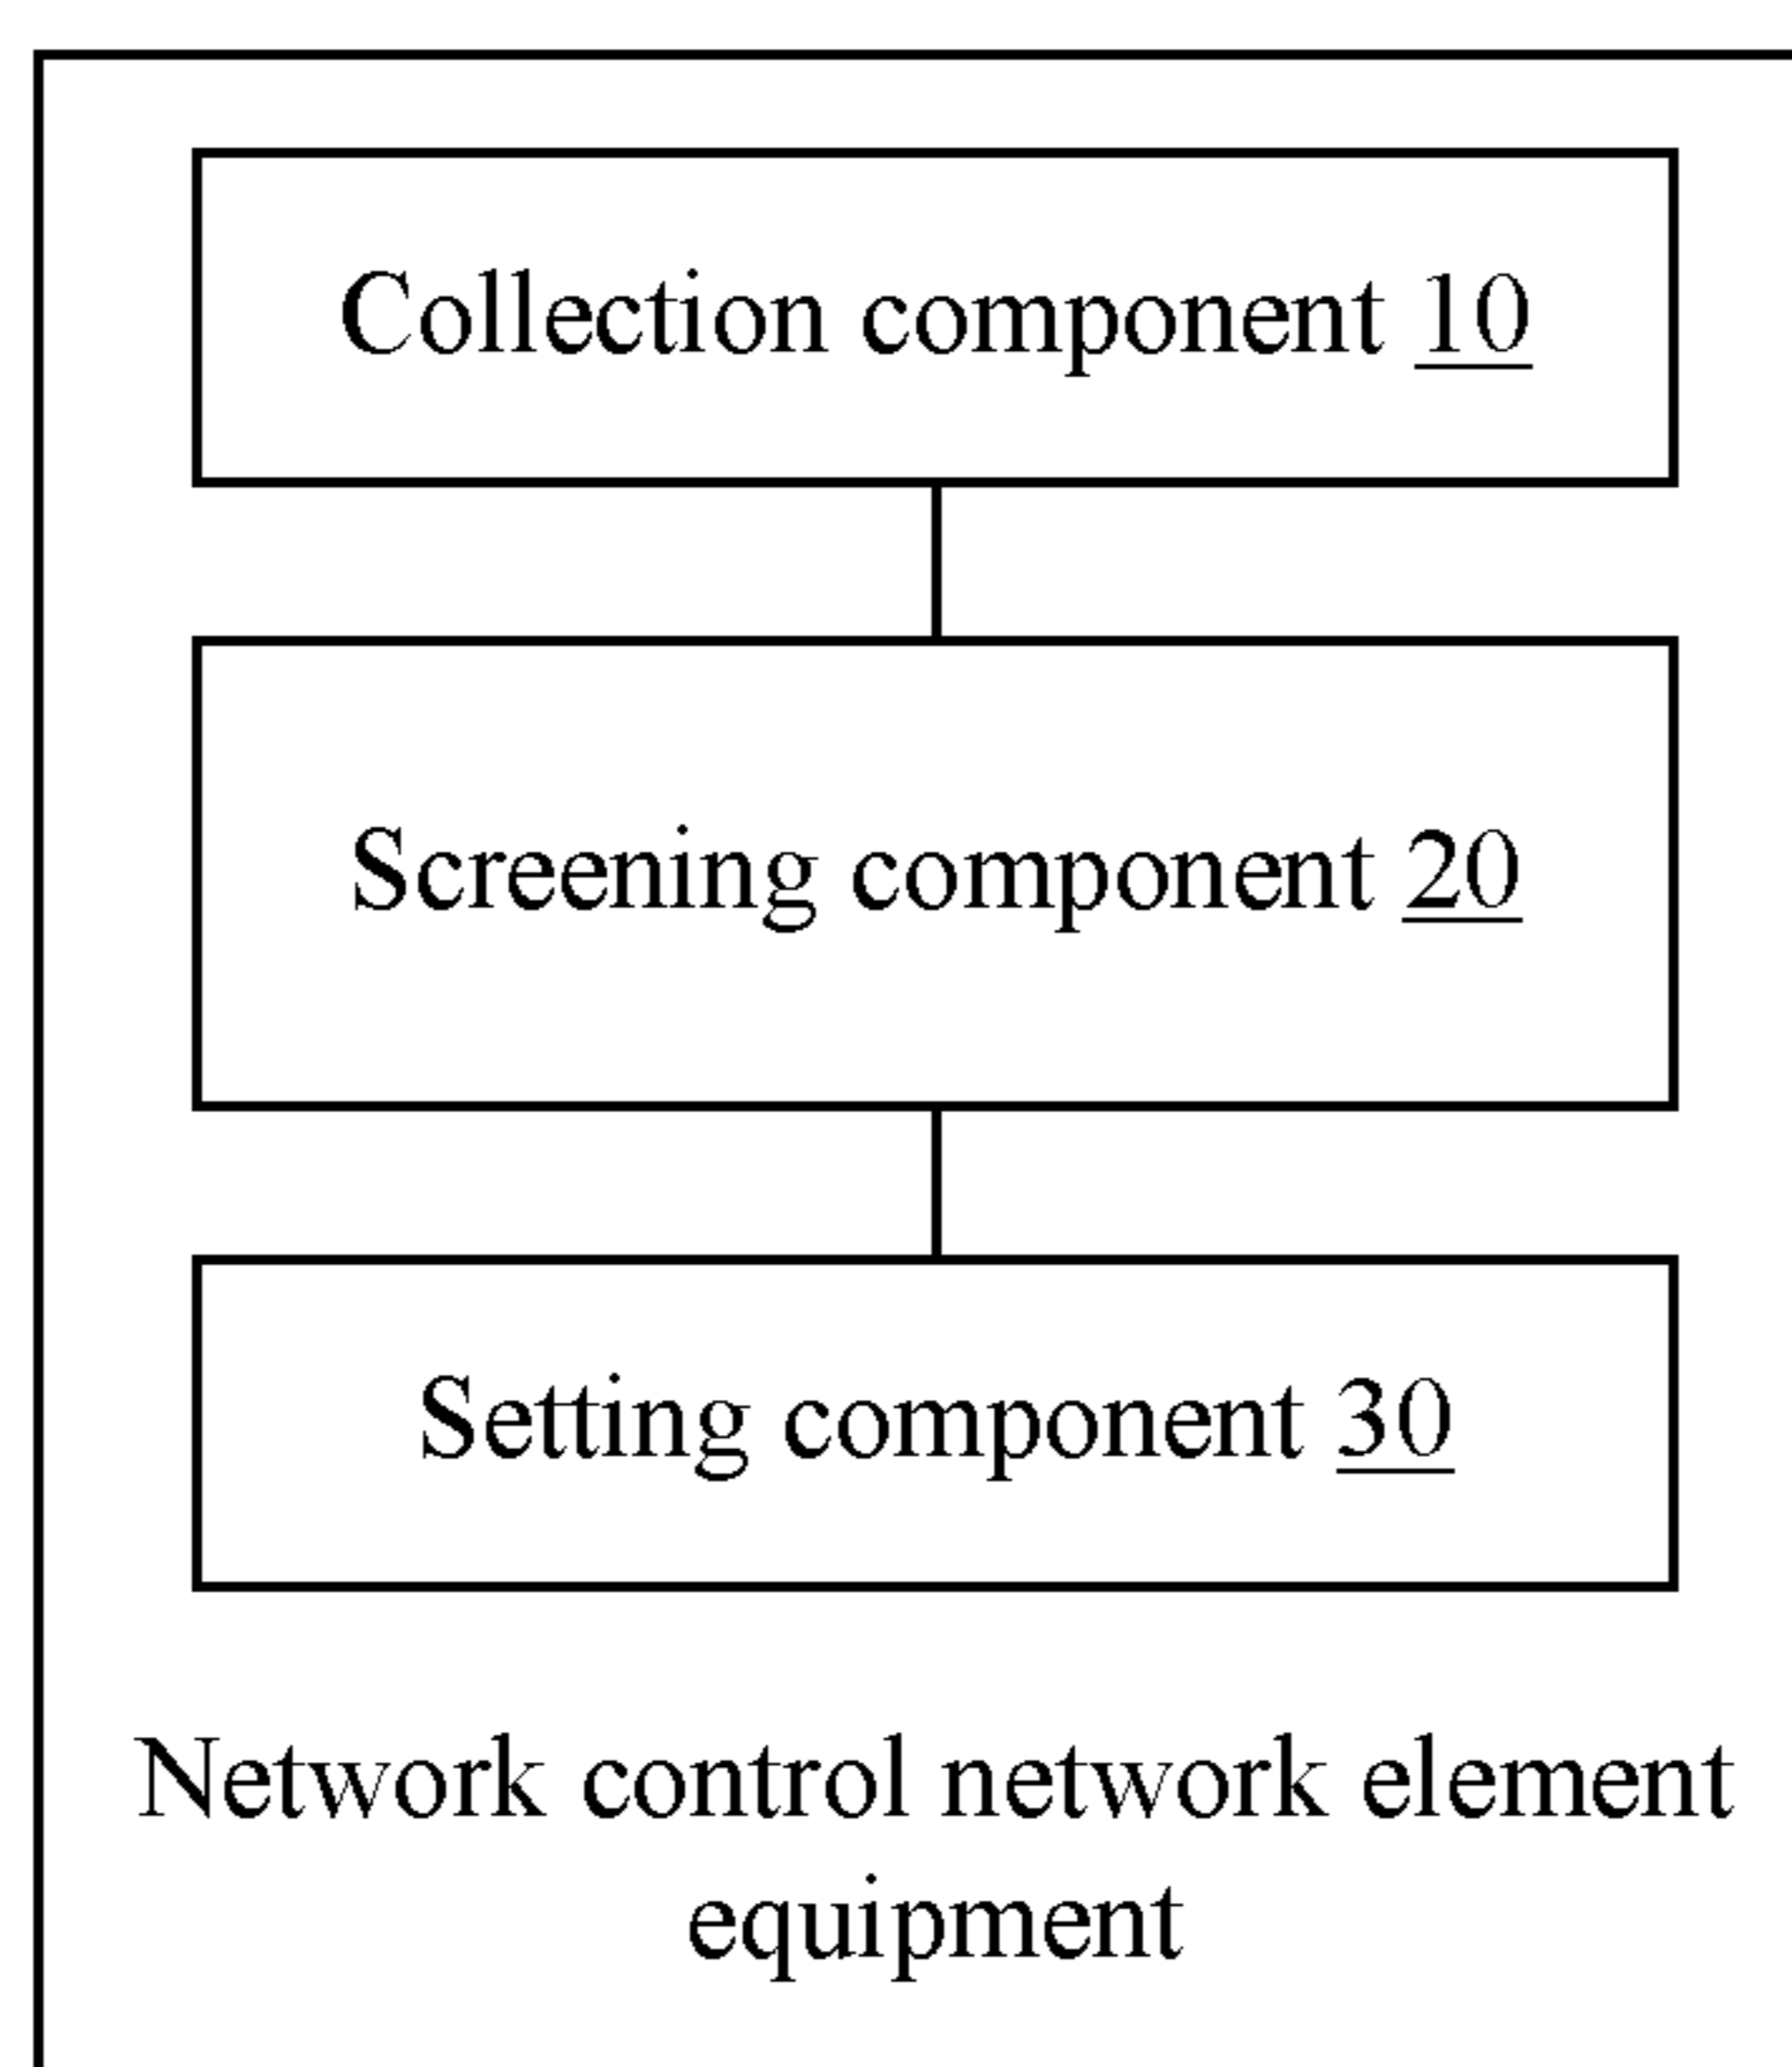 Collection component 10
Screening component 20
Setting component 30
Network control network element
equipment